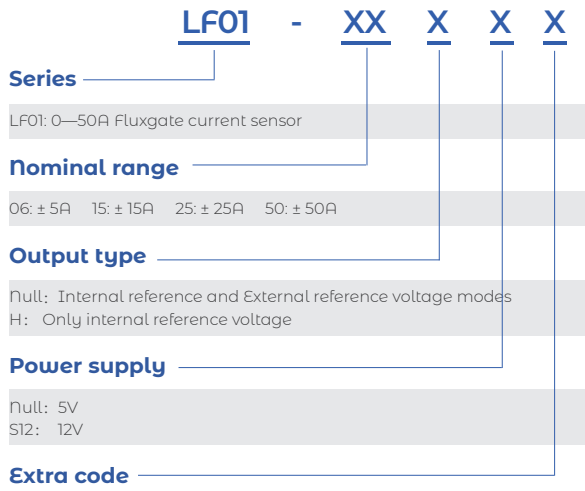 LF01 - XX X X X
Series
LF01: 0—50A Fluxgate current sensor
Nominal range
06: ± 5A 15: ± 15A 25: ± 25A 50: ± 50A
Output type
Null: Internal reference and External reference voltage modes
H: Only internal reference voltage
Power supply
Null: 5V
S12: 12V
Extra code